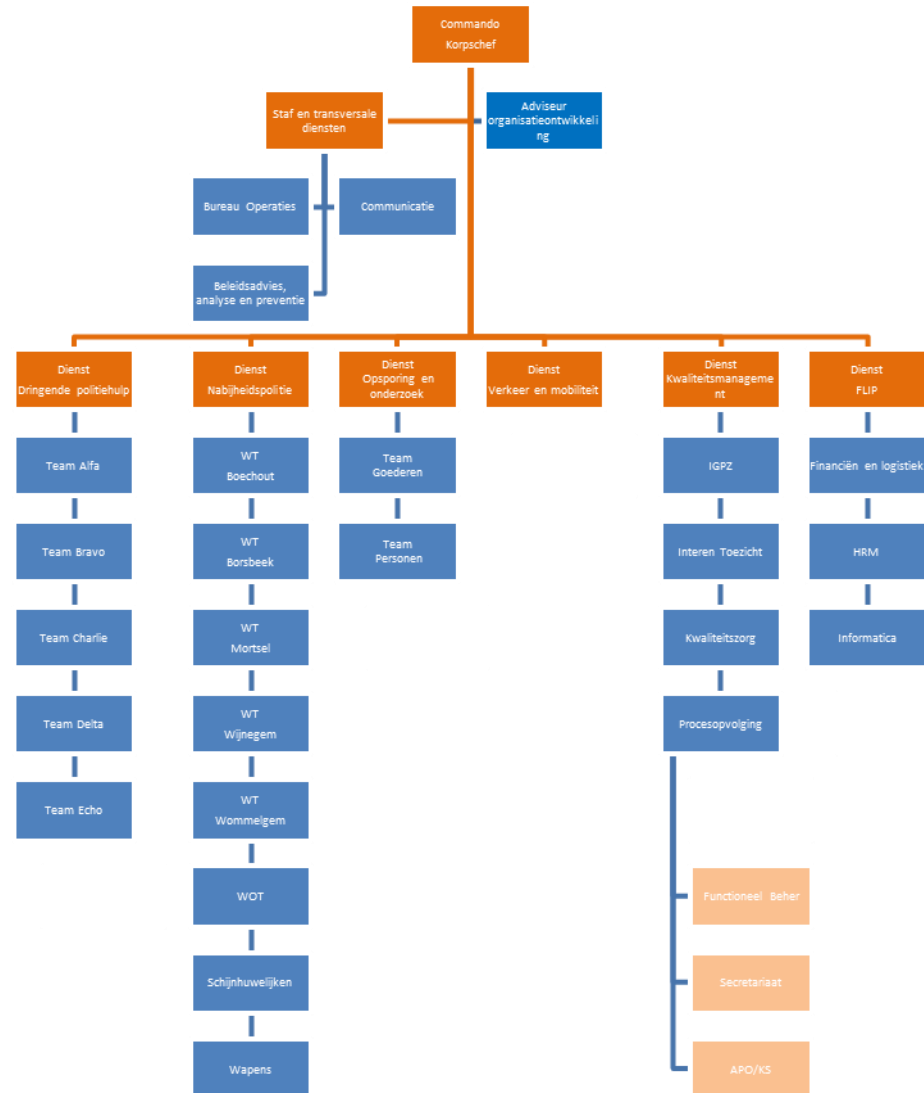 Commando
Korpschef
Staf en transversale
diensten
Adviseur
organisatieontwikkeli
ng
Bureau Operaties
Communicatie
Beleidsadvies,
analyse en preventie
Dienst
Dringende politiehulp
Dienst
Nabijheidspolitie
Dienst
Opsporing en
onderzoek
Dienst
Verkeer en mobiliteit
Dienst
Kwaliteitsmanageme
nt
Dienst
FLIP
Team Alfa
WT
Boechout
Team
Goederen
IGPZ
Financiën en logistiek
Team Bravo
WT
Borsbeek
Team
Personen
Interen Toezicht
HRM
Team Charlie
WT
Mortsel
Kwaliteitszorg
Informatica
Team Delta
WT
Wijnegem
Procesopvolging
Team Echo
WT
Wommelgem
WOT
Functioneel Beher
Schijnhuwelijken
Secretariaat
Wapens
APO/KS